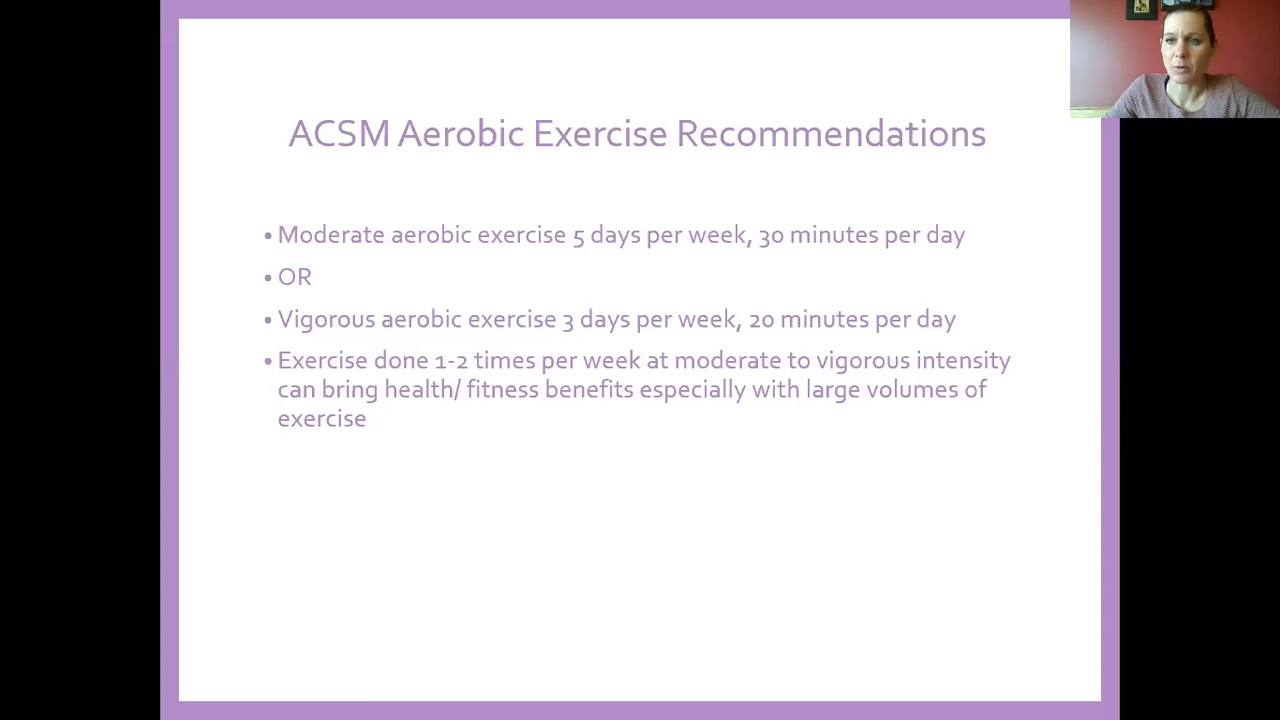 ACSM Aerobic Exercise Recommendations
• Moderate aerobic exercise 5 days per week, 30 minutes per day
• OR
• Vigorous aerobic exercise 3 days per week, 20 minutes per day
• Exercise done 1-2 times per week at moderate to vigorous intensity
can bring health/ fitness benefits especially with large volumes of
exercise